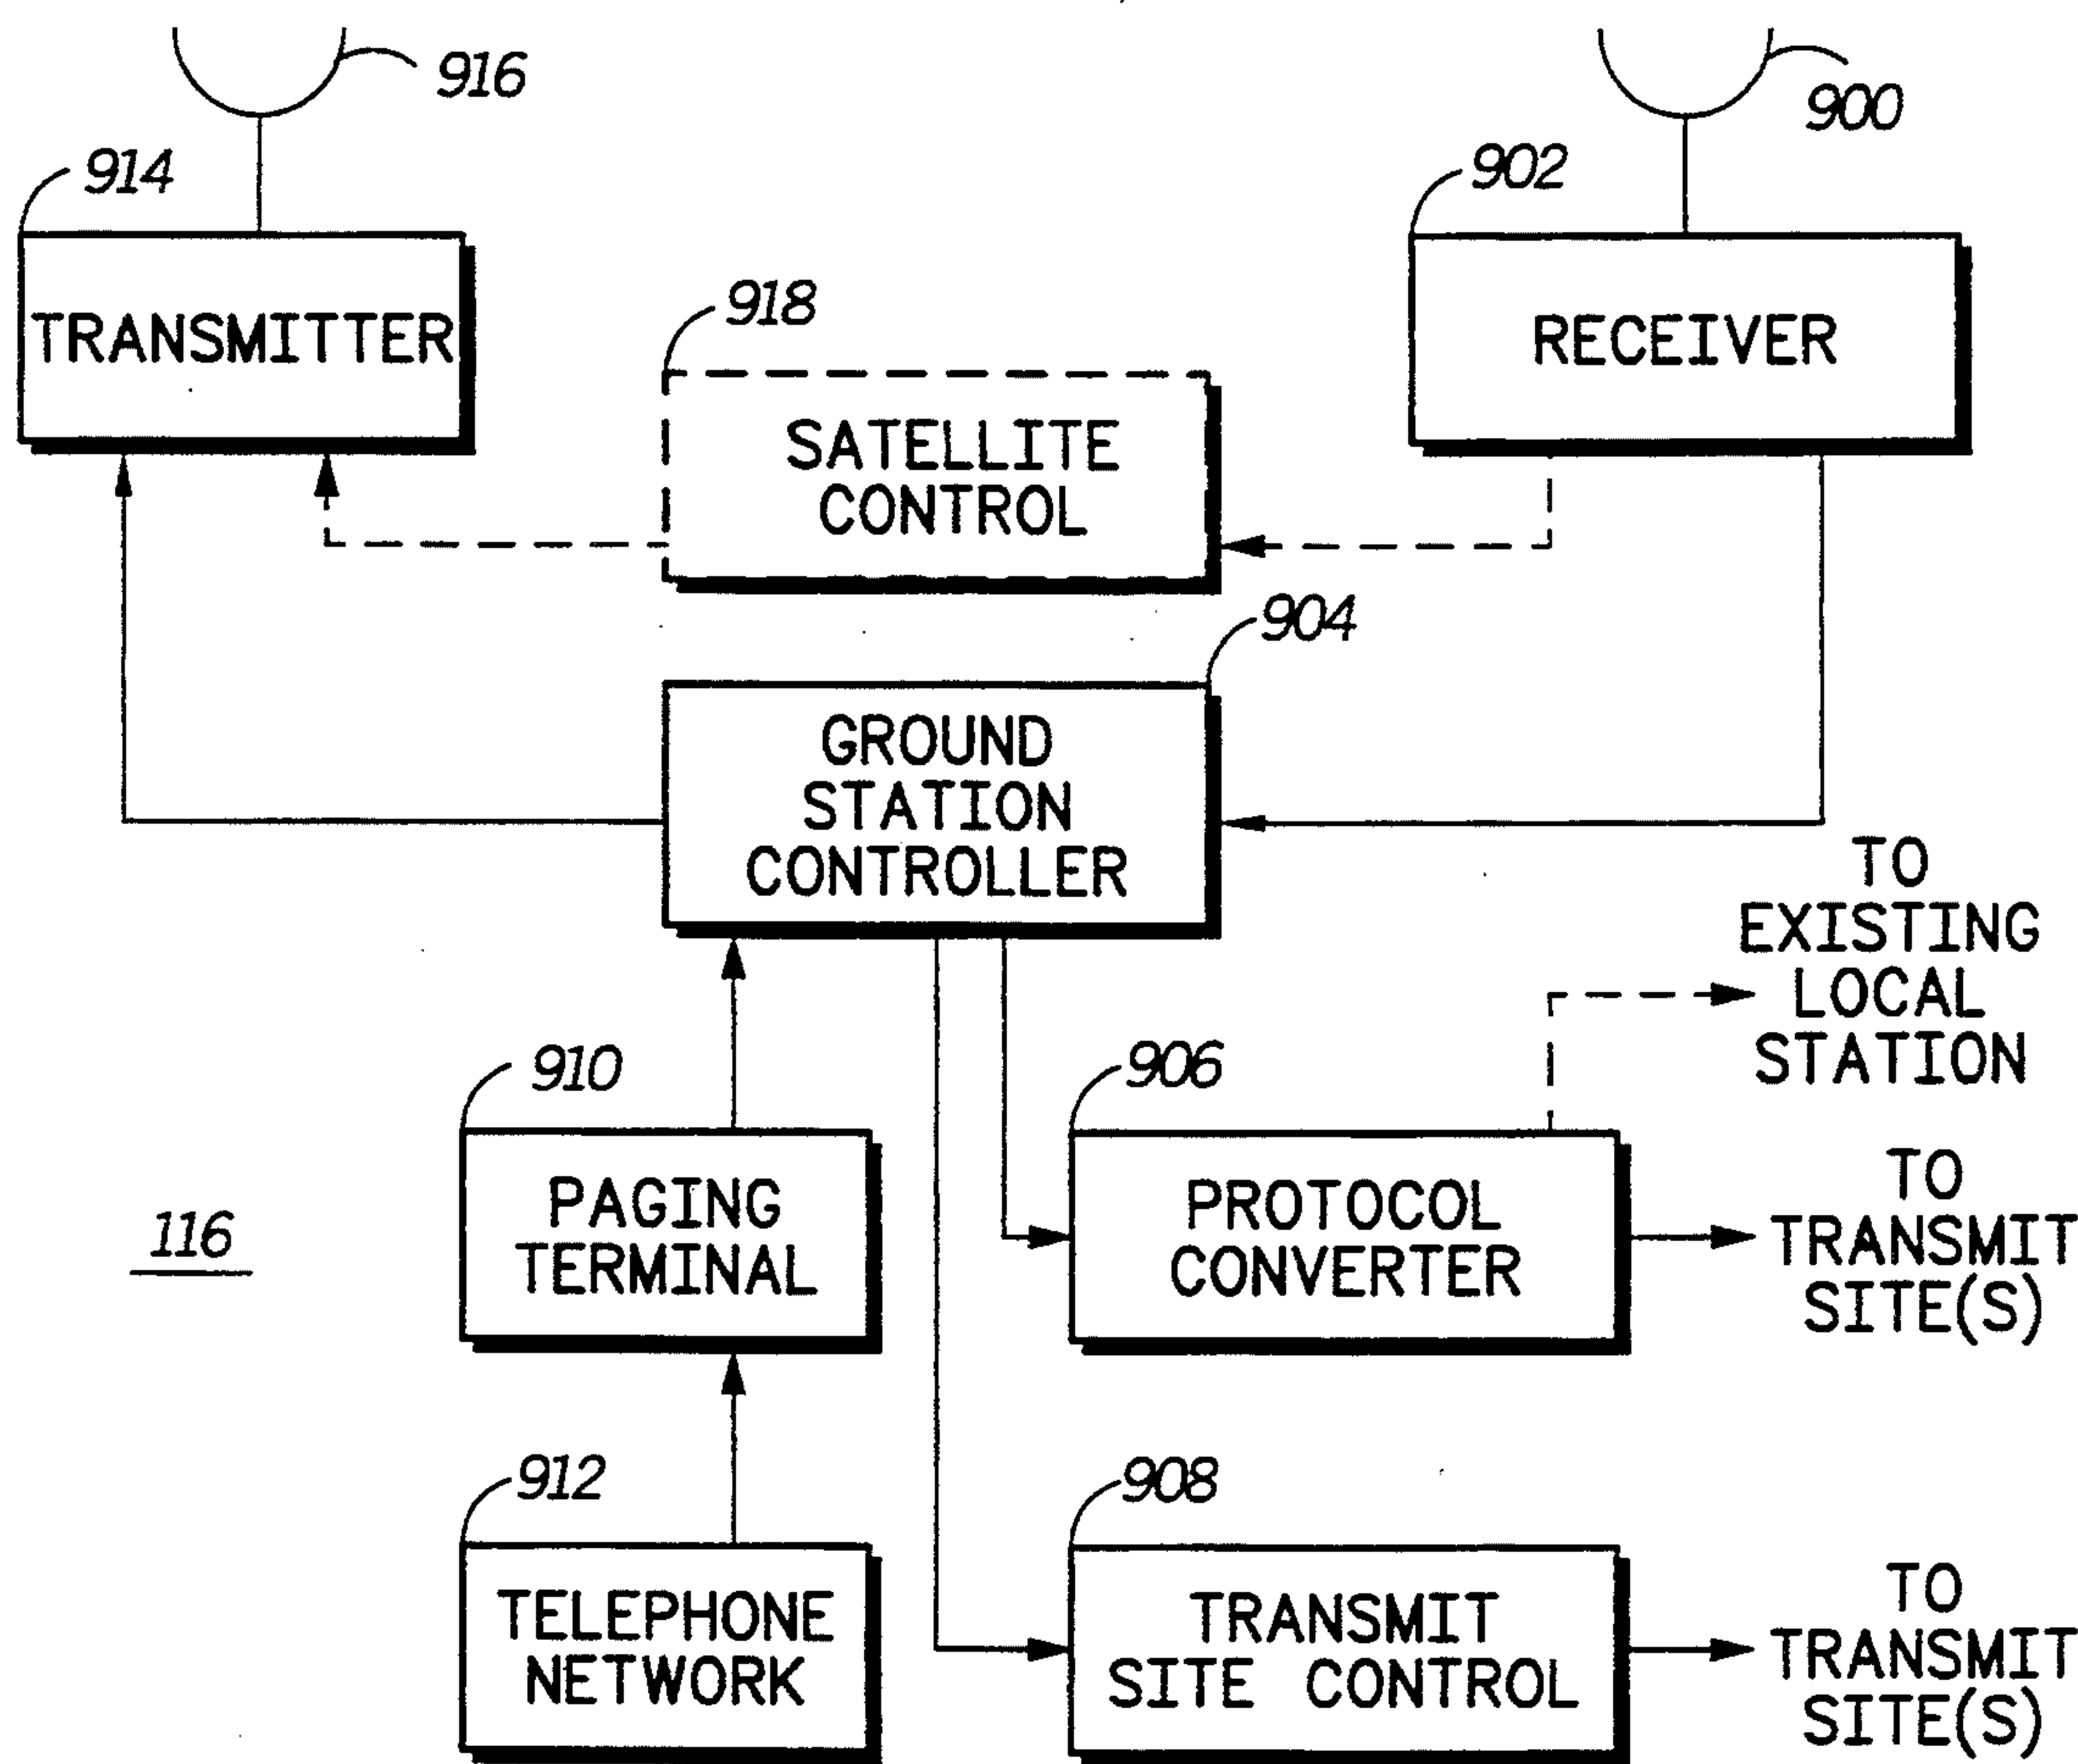 916
900
914
902
TRANSMITTER
918
RECEIVER
SATELLITE
CONTROL
904
GROUND
STATION
CONTROLLER
TO
EXISTING
LOCAL
STATION
910
906
116
PAGING
TERMINAL
PROTOCOL
CONVERTER
TO
TRANSMIT
SITE(S)
912
908
TELEPHONE
NETWORK
TRANSMIT
SITE CONTROL
TO
TRANSMIT
SITE(S)